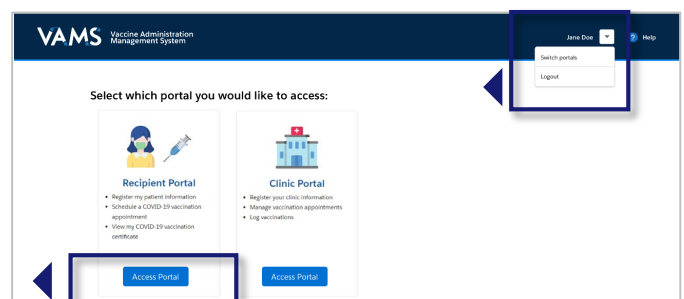 VAMS Vaccine Administration
Management System
Jane Doe
? Help
Switch portals
Logout
Select which portal you would like to access:
Recipient Portal
• Register my patient information
• Schedule a COVID-19 vaccination
appointment
• View my COVID-19 vaccination
certificate
Access Portal
Clinic Portal
• Register your clinic information
• Manage vaccination appointments
• Log vaccinations
Access Portal